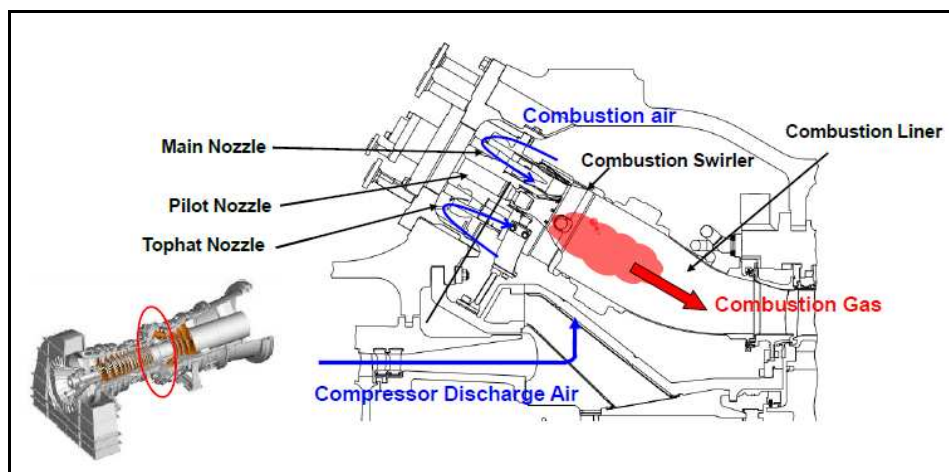 Combustion air
Combustion Liner
Main Nozzle
Combustion Swirler
Pilot Nozzle
Tophat Nozzle
Combustion Gas
Compressor Discharge Air